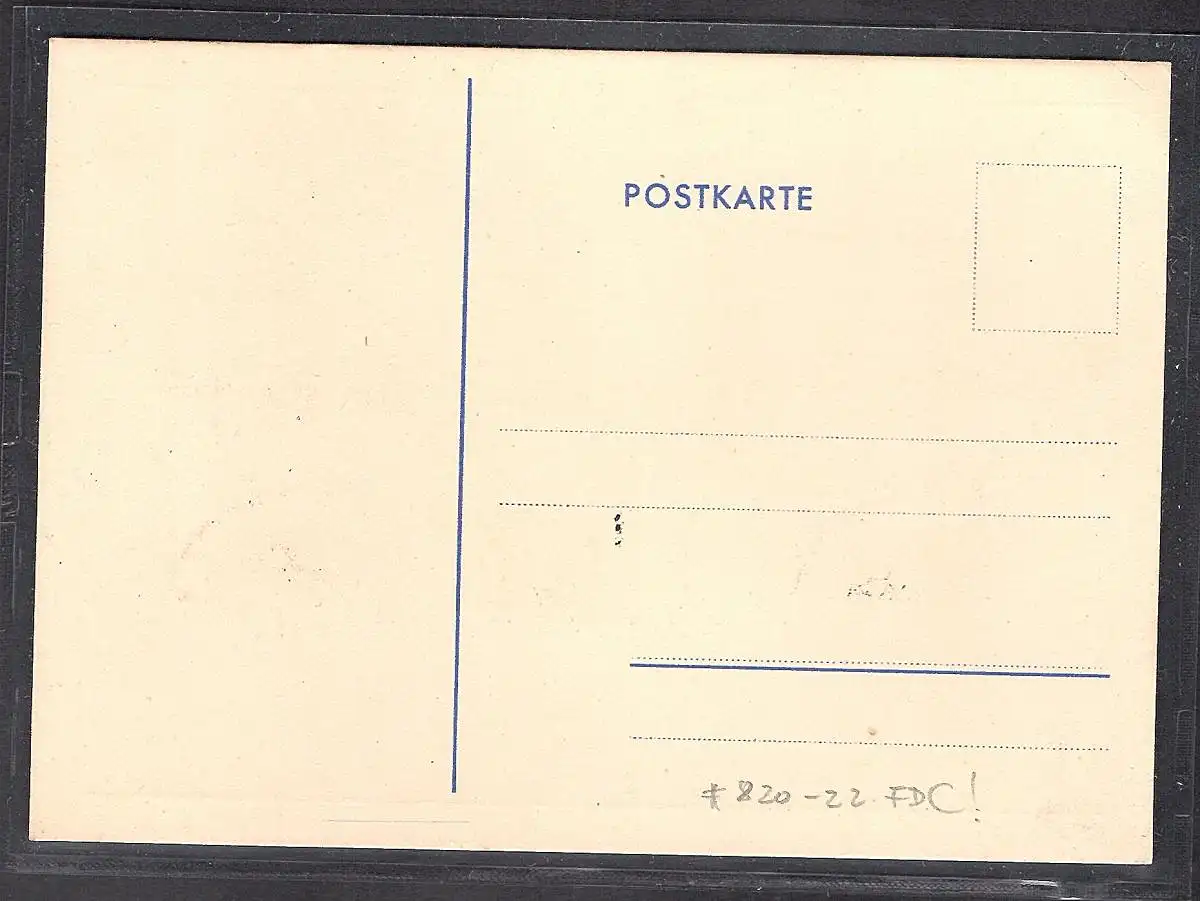 POSTKARTE
# 820-22 FDC!